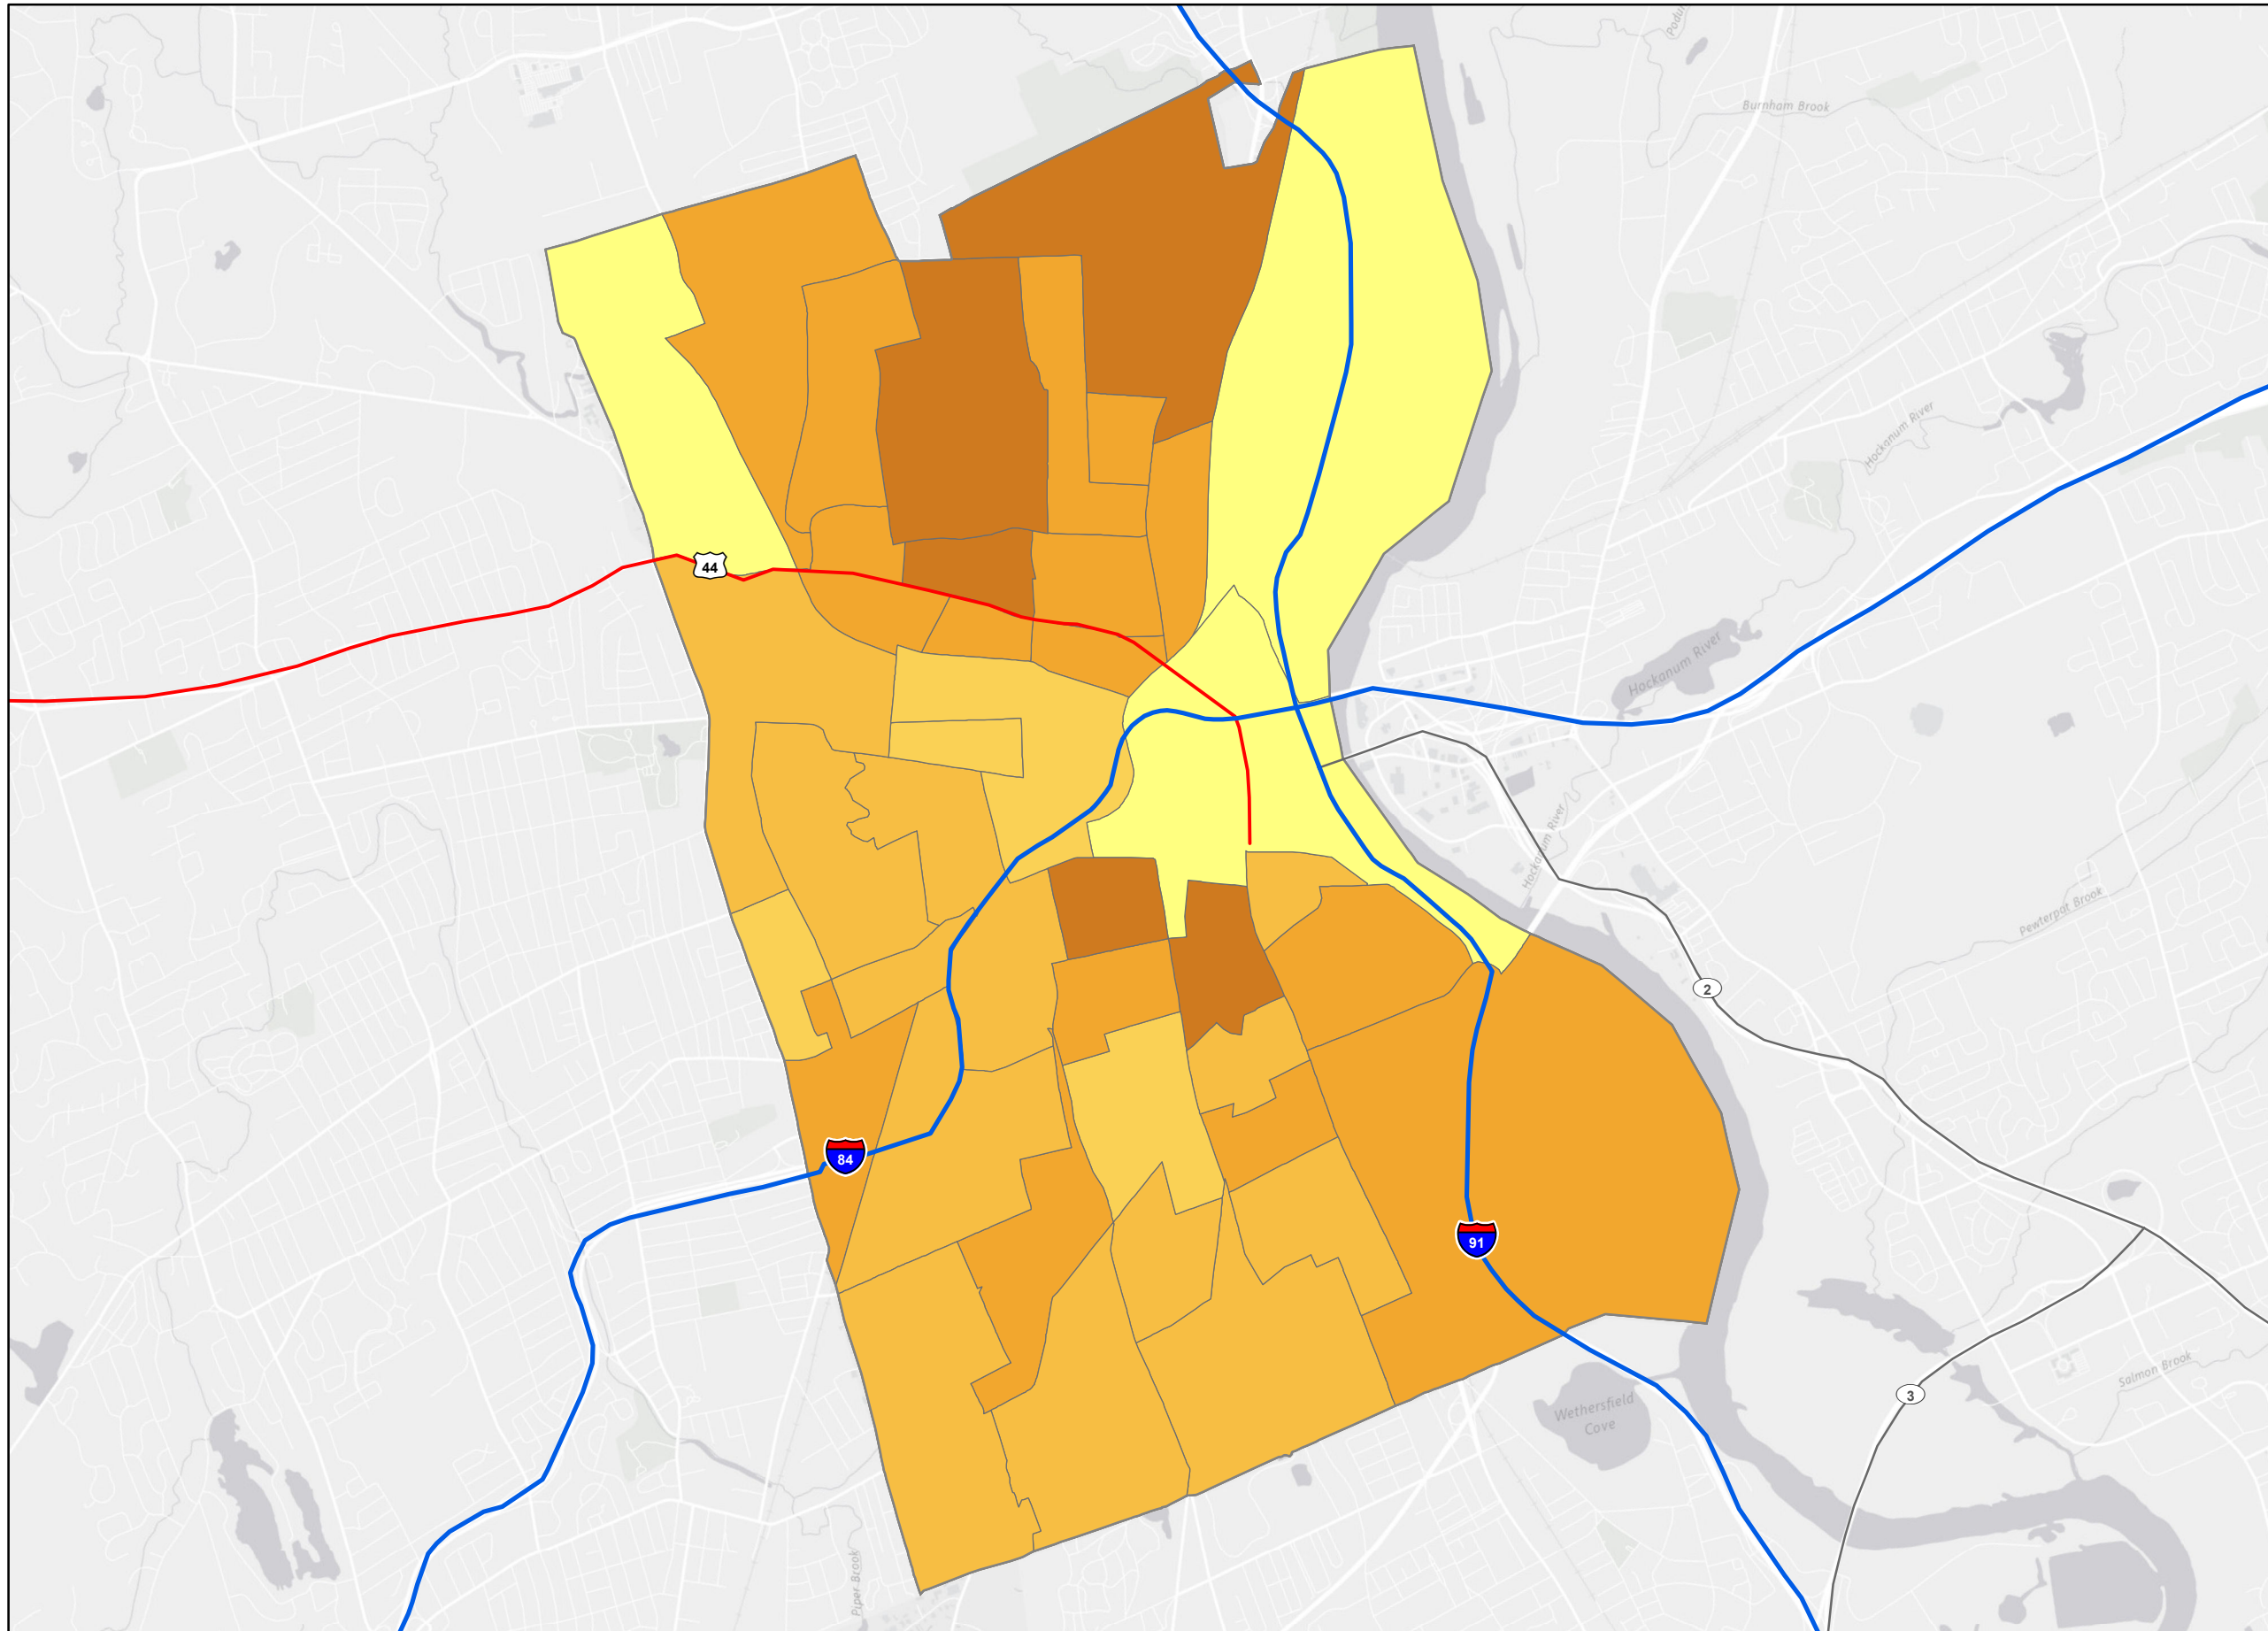 Burnham Brook
Hockanum River
44
Hockanum River
Hockanum River
Pewterpat Brook
2
84
91
Salmon Brook
3
Wethersfield
Cove
Piper Brook